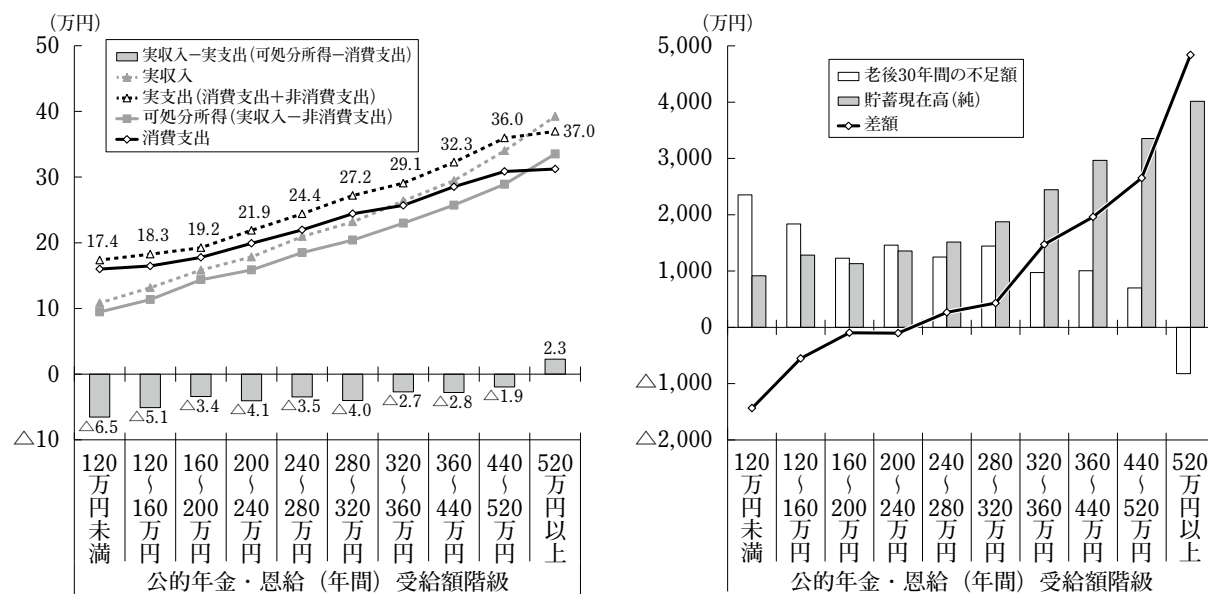 (万円)
50
40
30
20
10
0
△10
実収入−実支出(可処分所得−消費支出)
実収入
実支出(消費支出+非消費支出)
可処分所得(実収入−非消費支出)
消費支出
17.4
18.3
19.2
21.9
24.4
27.2
29.1
32.3
36.0
37.0
△6.5
△5.1
△3.4
△4.1
△3.5
△4.0
△2.7
△2.8
△1.9
2.3
120万円未満
120〜160万円
160〜200万円
200〜240万円
240〜280万円
280〜320万円
320〜360万円
360〜440万円
440〜520万円
520万円以上
公的年金・恩給(年間)受給額階級
(万円)
5,000
4,000
3,000
2,000
1,000
0
△1,000
△2,000
老後30年間の不足額
貯蓄現在高(純)
差額
120万円未満
120〜160万円
160〜200万円
200〜240万円
240〜280万円
280〜320万円
320〜360万円
360〜440万円
440〜520万円
520万円以上
公的年金・恩給(年間)受給額階級